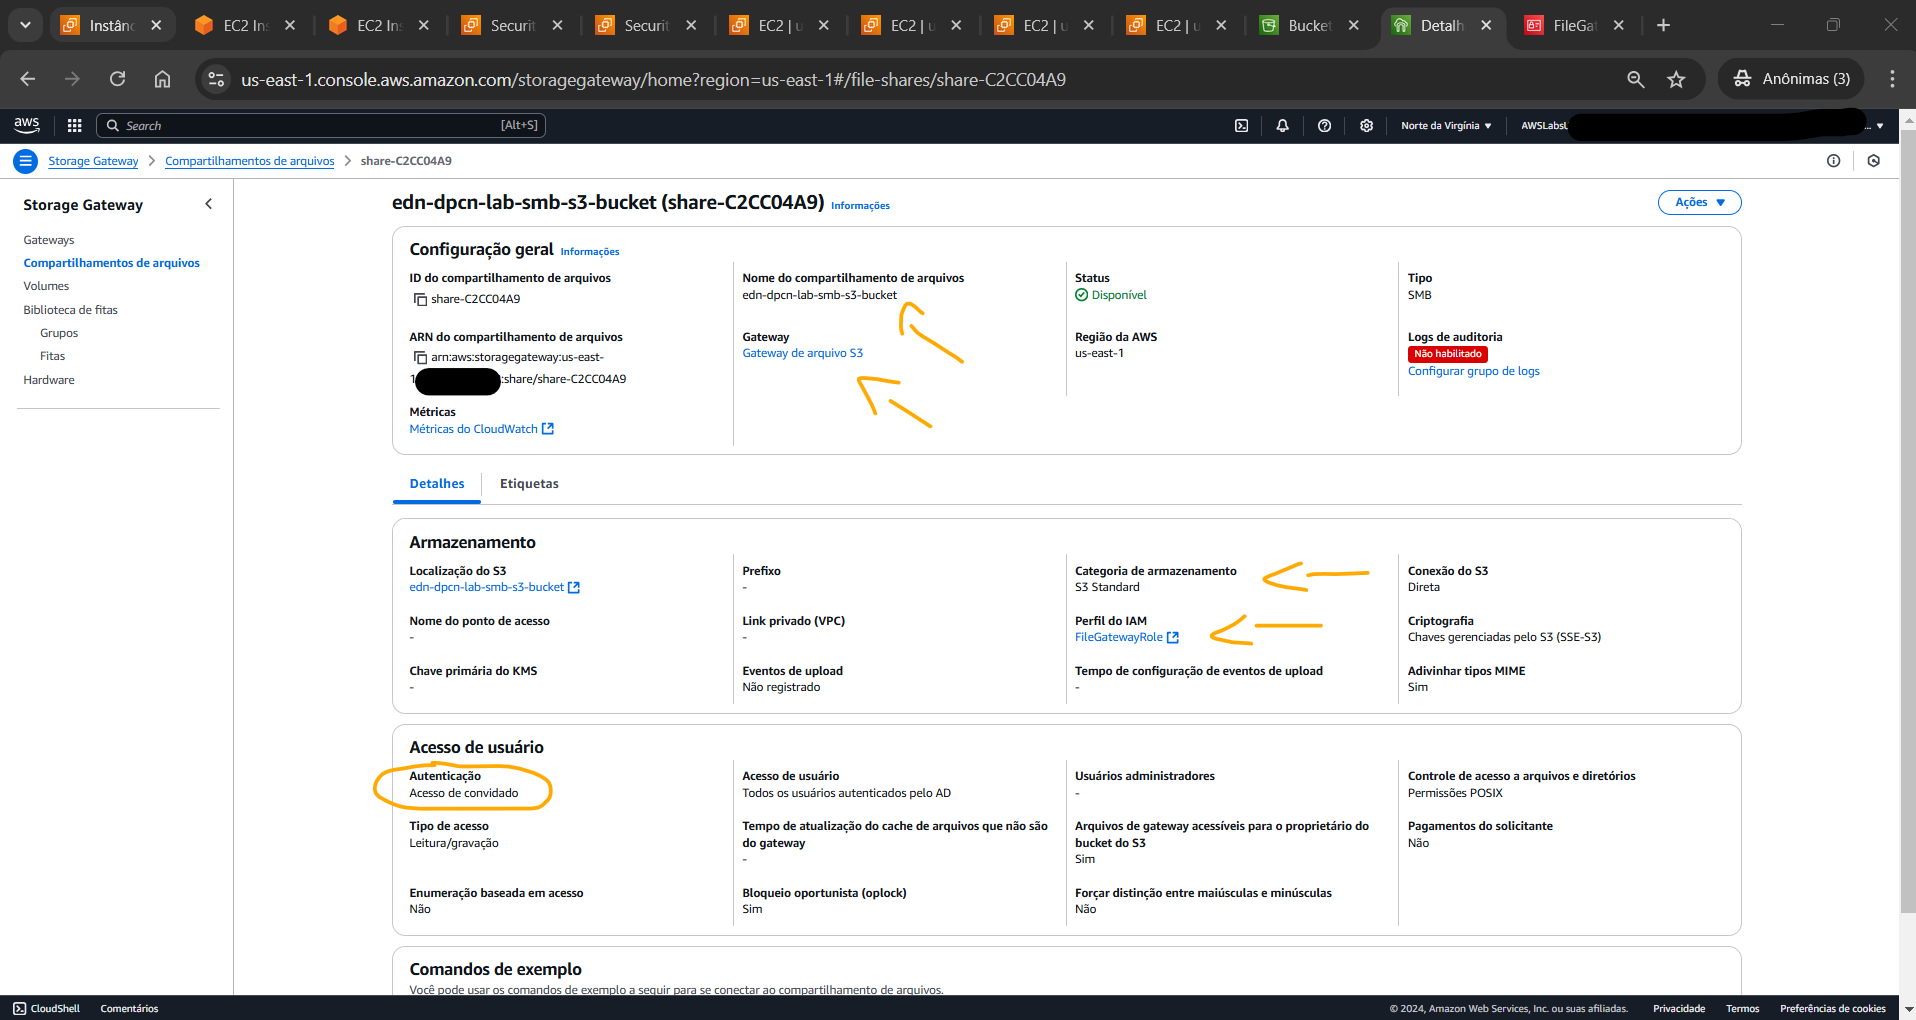 Instânc
EC2 In:
EC2 In:
Securit
Securit
EC2 | u
EC2 | u
EC2 | u
EC2 | u
Bucket
Detalh
FileGat
us-east-1.console.aws.amazon.com/storagegateway/home?region=us-east-1#/file-shares/share-C2CC04A9
Anônimas (3)
aws
Search
[Alt+S]
Norte da Virgínia
AWSLabsU
...
Storage Gateway
Compartilhamentos de arquivos
share-C2CC04A9
Storage Gateway
Gateways
Compartilhamentos de arquivos
Volumes
Biblioteca de fitas
Grupos
Fitas
Hardware
edn-dpcn-lab-smb-s3-bucket (share-C2CC04A9) Informações
Ações
Configuração geral Informações
ID do compartilhamento de arquivos
share-C2CC04A9
ARN do compartilhamento de arquivos
arn:aws:storagegateway:us-east-
1 :share/share-C2CC04A9
Métricas
Métricas do CloudWatch
Nome do compartilhamento de arquivos
edn-dpcn-lab-smb-s3-bucket
Gateway
Gateway de arquivo S3
Status
Disponível
Região da AWS
us-east-1
Tipo
SMB
Logs de auditoria
Não habilitado
Configurar grupo de logs
Detalhes
Etiquetas
Armazenamento
Localização do S3
edn-dpcn-lab-smb-s3-bucket
Nome do ponto de acesso
-
Chave primária do KMS
-
Prefixo
-
Link privado (VPC)
-
Eventos de upload
Não registrado
Categoria de armazenamento
S3 Standard
Perfil do IAM
FileGatewayRole
Tempo de configuração de eventos de upload
-
Conexão do S3
Direta
Criptografia
Chaves gerenciadas pelo S3 (SSE-S3)
Adivinhar tipos MIME
Sim
Acesso de usuário
Autenticação
Acesso de convidado
Tipo de acesso
Leitura/gravação
Enumeração baseada em acesso
Não
Acesso de usuário
Todos os usuários autenticados pelo AD
Tempo de atualização do cache de arquivos que não são
do gateway
-
Bloqueio oportunista (oplock)
Sim
Usuários administradores
-
Arquivos de gateway acessíveis para o proprietário do
bucket do S3
Sim
Forçar distinção entre maiúsculas e minúsculas
Não
Controle de acesso a arquivos e diretórios
Permissões POSIX
Pagamentos do solicitante
Não
Comandos de exemplo
Você pode usar os comandos de exemplo a seguir para se conectar ao compartilhamento de arquivos.
CloudShell
Comentários
© 2024, Amazon Web Services, Inc. ou suas afiliadas.
Privacidade
Termos
Preferências de cookies